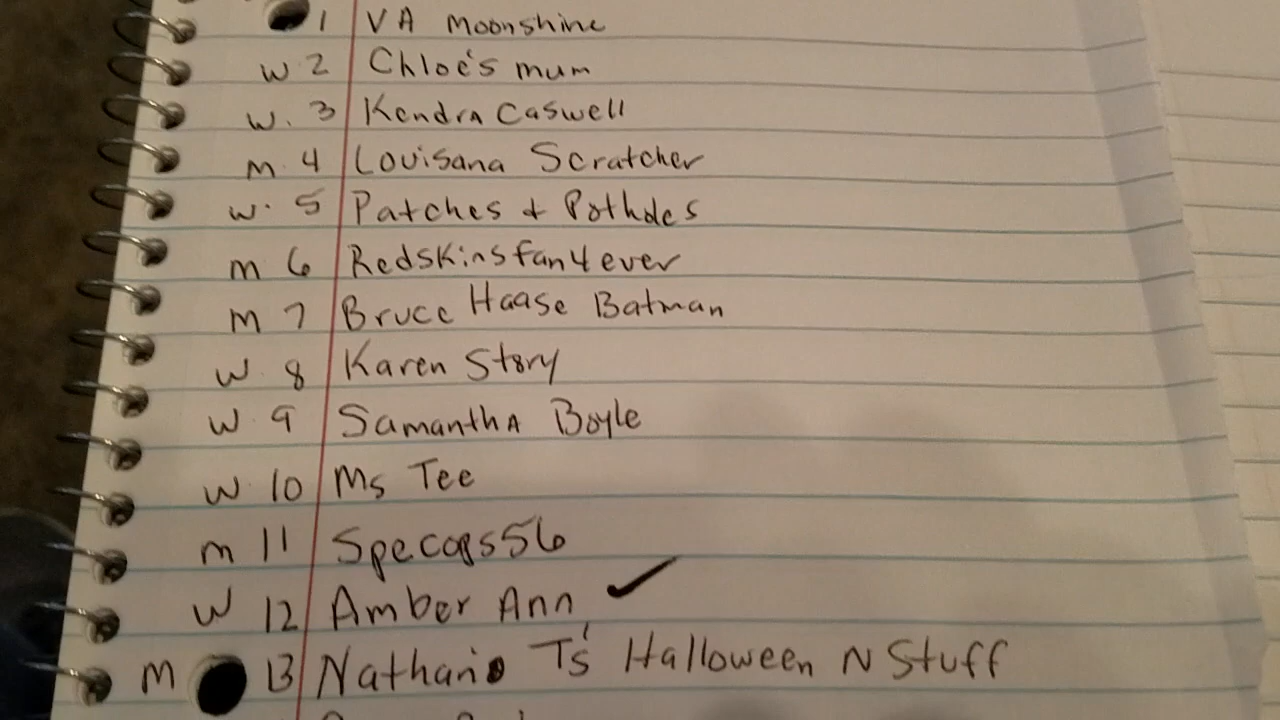 1 VA Moonshine
W 2 Chloe's mum
W. 3 Kendra Caswell
m. 4 Louisana Scratcher
W. 5 Patches & Potholes
m 6 Redskinsfan4ever
m 7 Bruce Haase Batman
W 8 Karen Story
W 9 Samantha Boyle
W 10 Ms Tee
m 11 Specops56
W 12 Amber Ann ✓
M 13 Nathan T's Halloween N Stuff